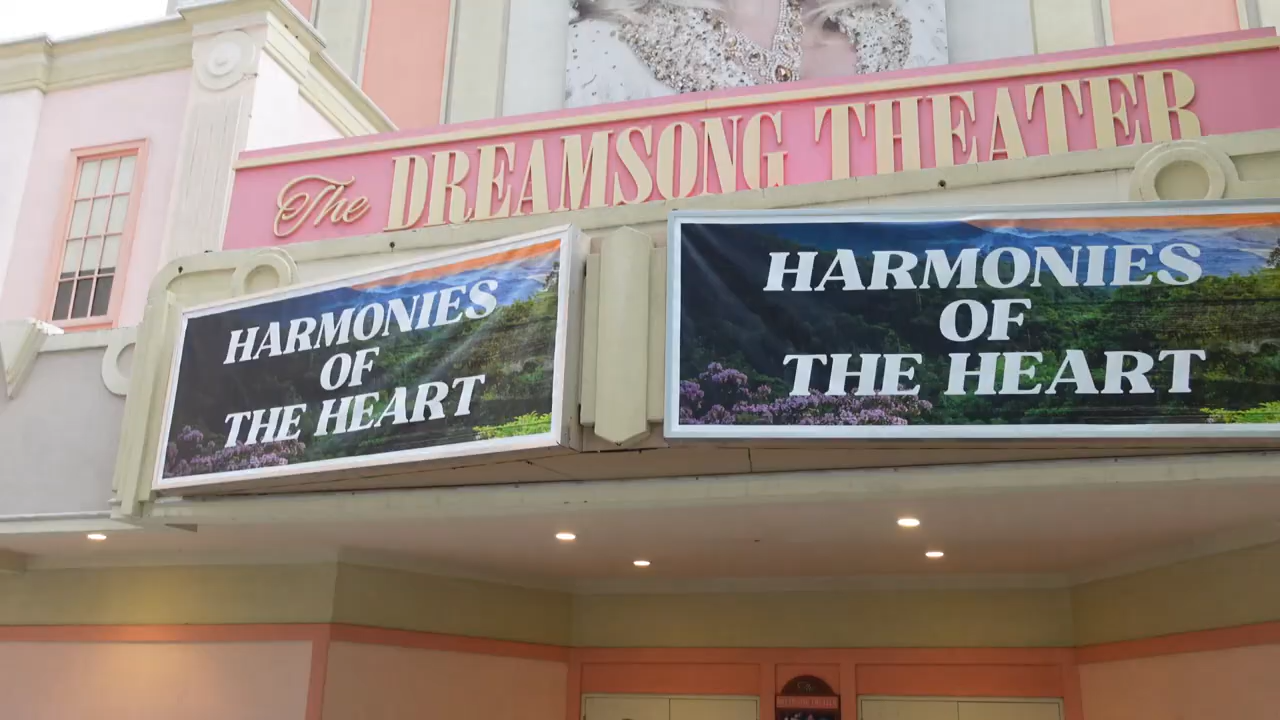 The DREAMSONG THEATER
HARMONIES
OF
THE HEART
HARMONIES
OF
THE HEART